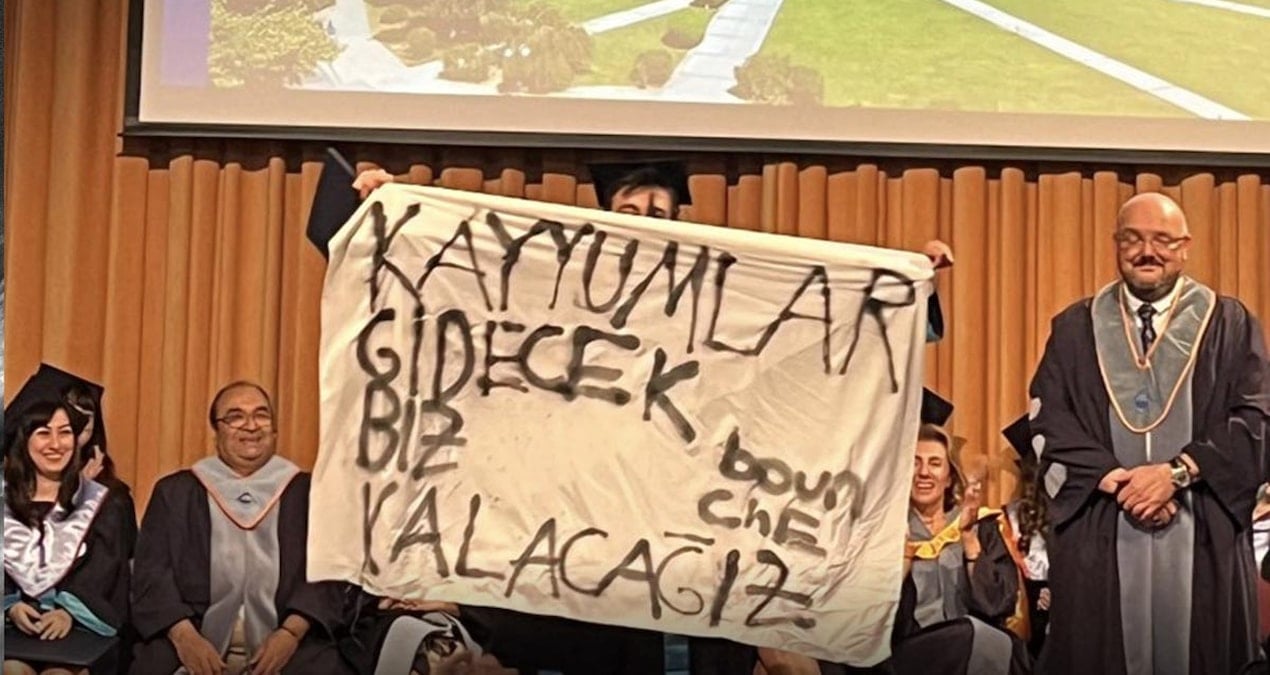 KAYYUMLAR
GİDECEK
BİZ
KALACAĞIZ
boun
ChE